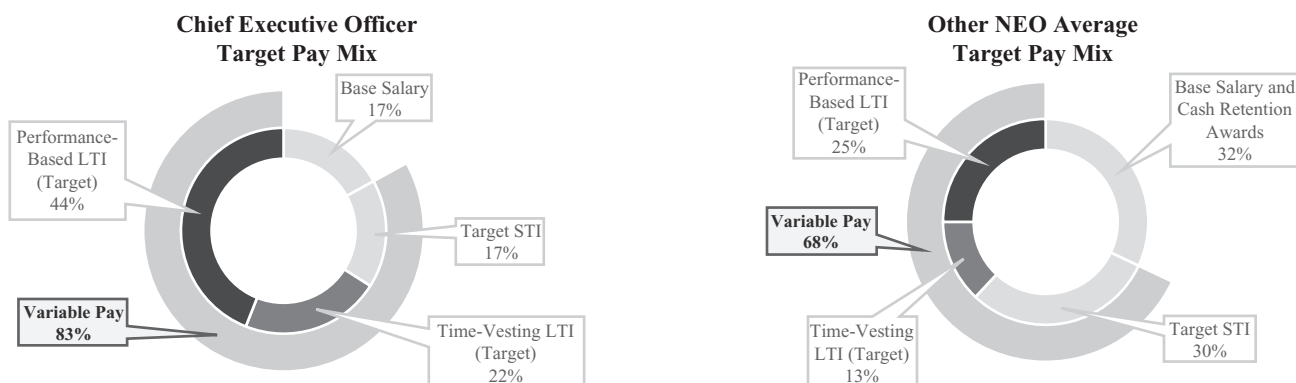 Chief Executive Officer
Target Pay Mix
Base Salary
17%
Performance-
Based LTI
(Target)
44%
Target STI
17%
Variable Pay
83%
Time-Vesting LTI
(Target)
22%
Other NEO Average
Target Pay Mix
Performance-
Based LTI
(Target)
25%
Base Salary and
Cash Retention
Awards
32%
Variable Pay
68%
Time-Vesting
LTI (Target)
13%
Target STI
30%